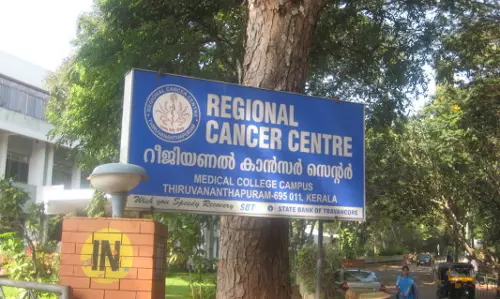 REGIONAL
CANCER CENTRE
റീജിയണൽ കാൻസർ സെന്റർ
MEDICAL COLLEGE CAMPUS
THIRUVANANTHAPURAM-695 011, KERALA
Wish you Speedy Recovery SBT STATE BANK OF TRAVANCORE
IN